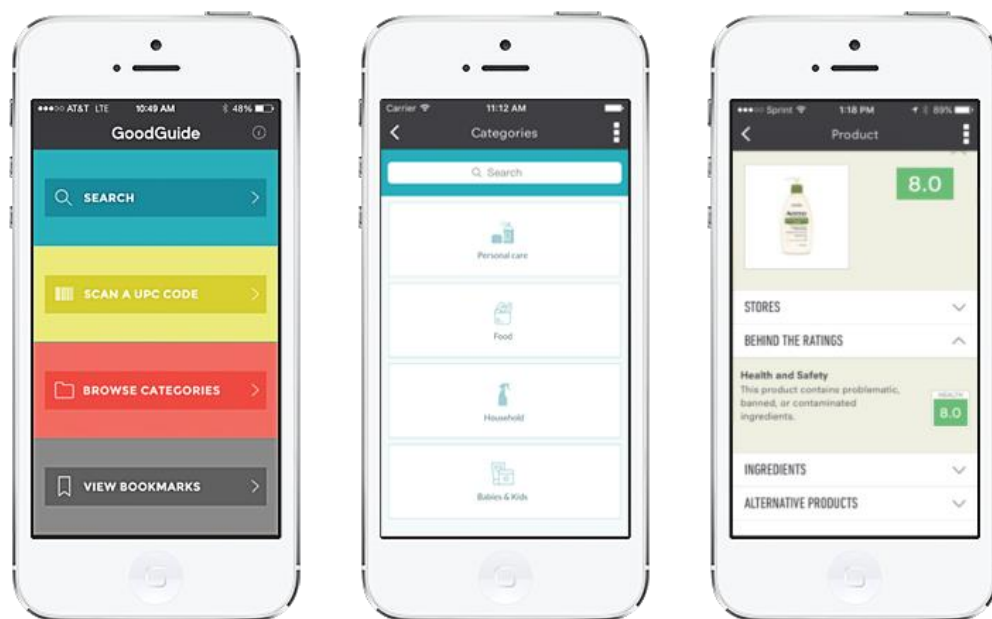 AT&T LTE 10:49 AM 48%
GoodGuide
SEARCH
SCAN A UPC CODE
BROWSE CATEGORIES
VIEW BOOKMARKS
Carrier 11:12 AM
Categories
Search
Personal care
Food
Household
Babies & Kids
Sprint 1:18 PM 89%
Product
8.0
Aveeno
STORES
BEHIND THE RATINGS
Health and Safety
This product contains problematic,
banned, or contaminated
ingredients.
HEALTH
8.0
INGREDIENTS
ALTERNATIVE PRODUCTS